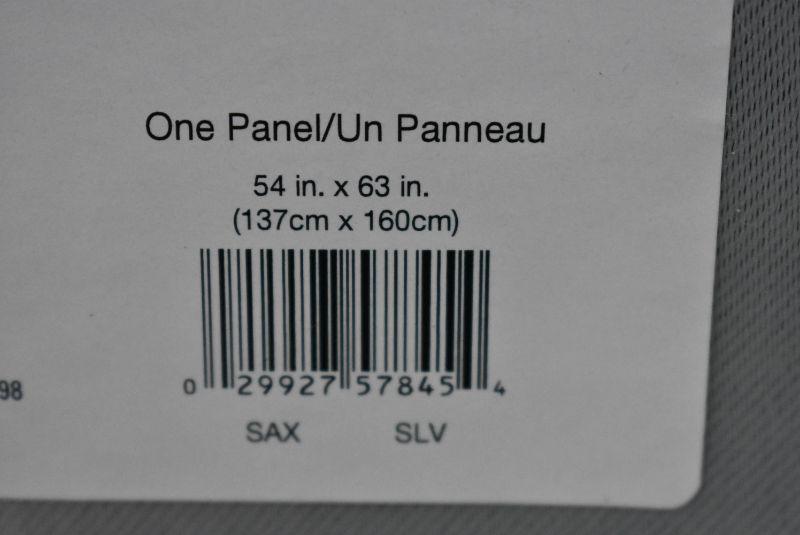 One Panel/Un Panneau
54 in. x 63 in.
(137cm x 160cm)
0 29927 57845 4
98
SAX SLV